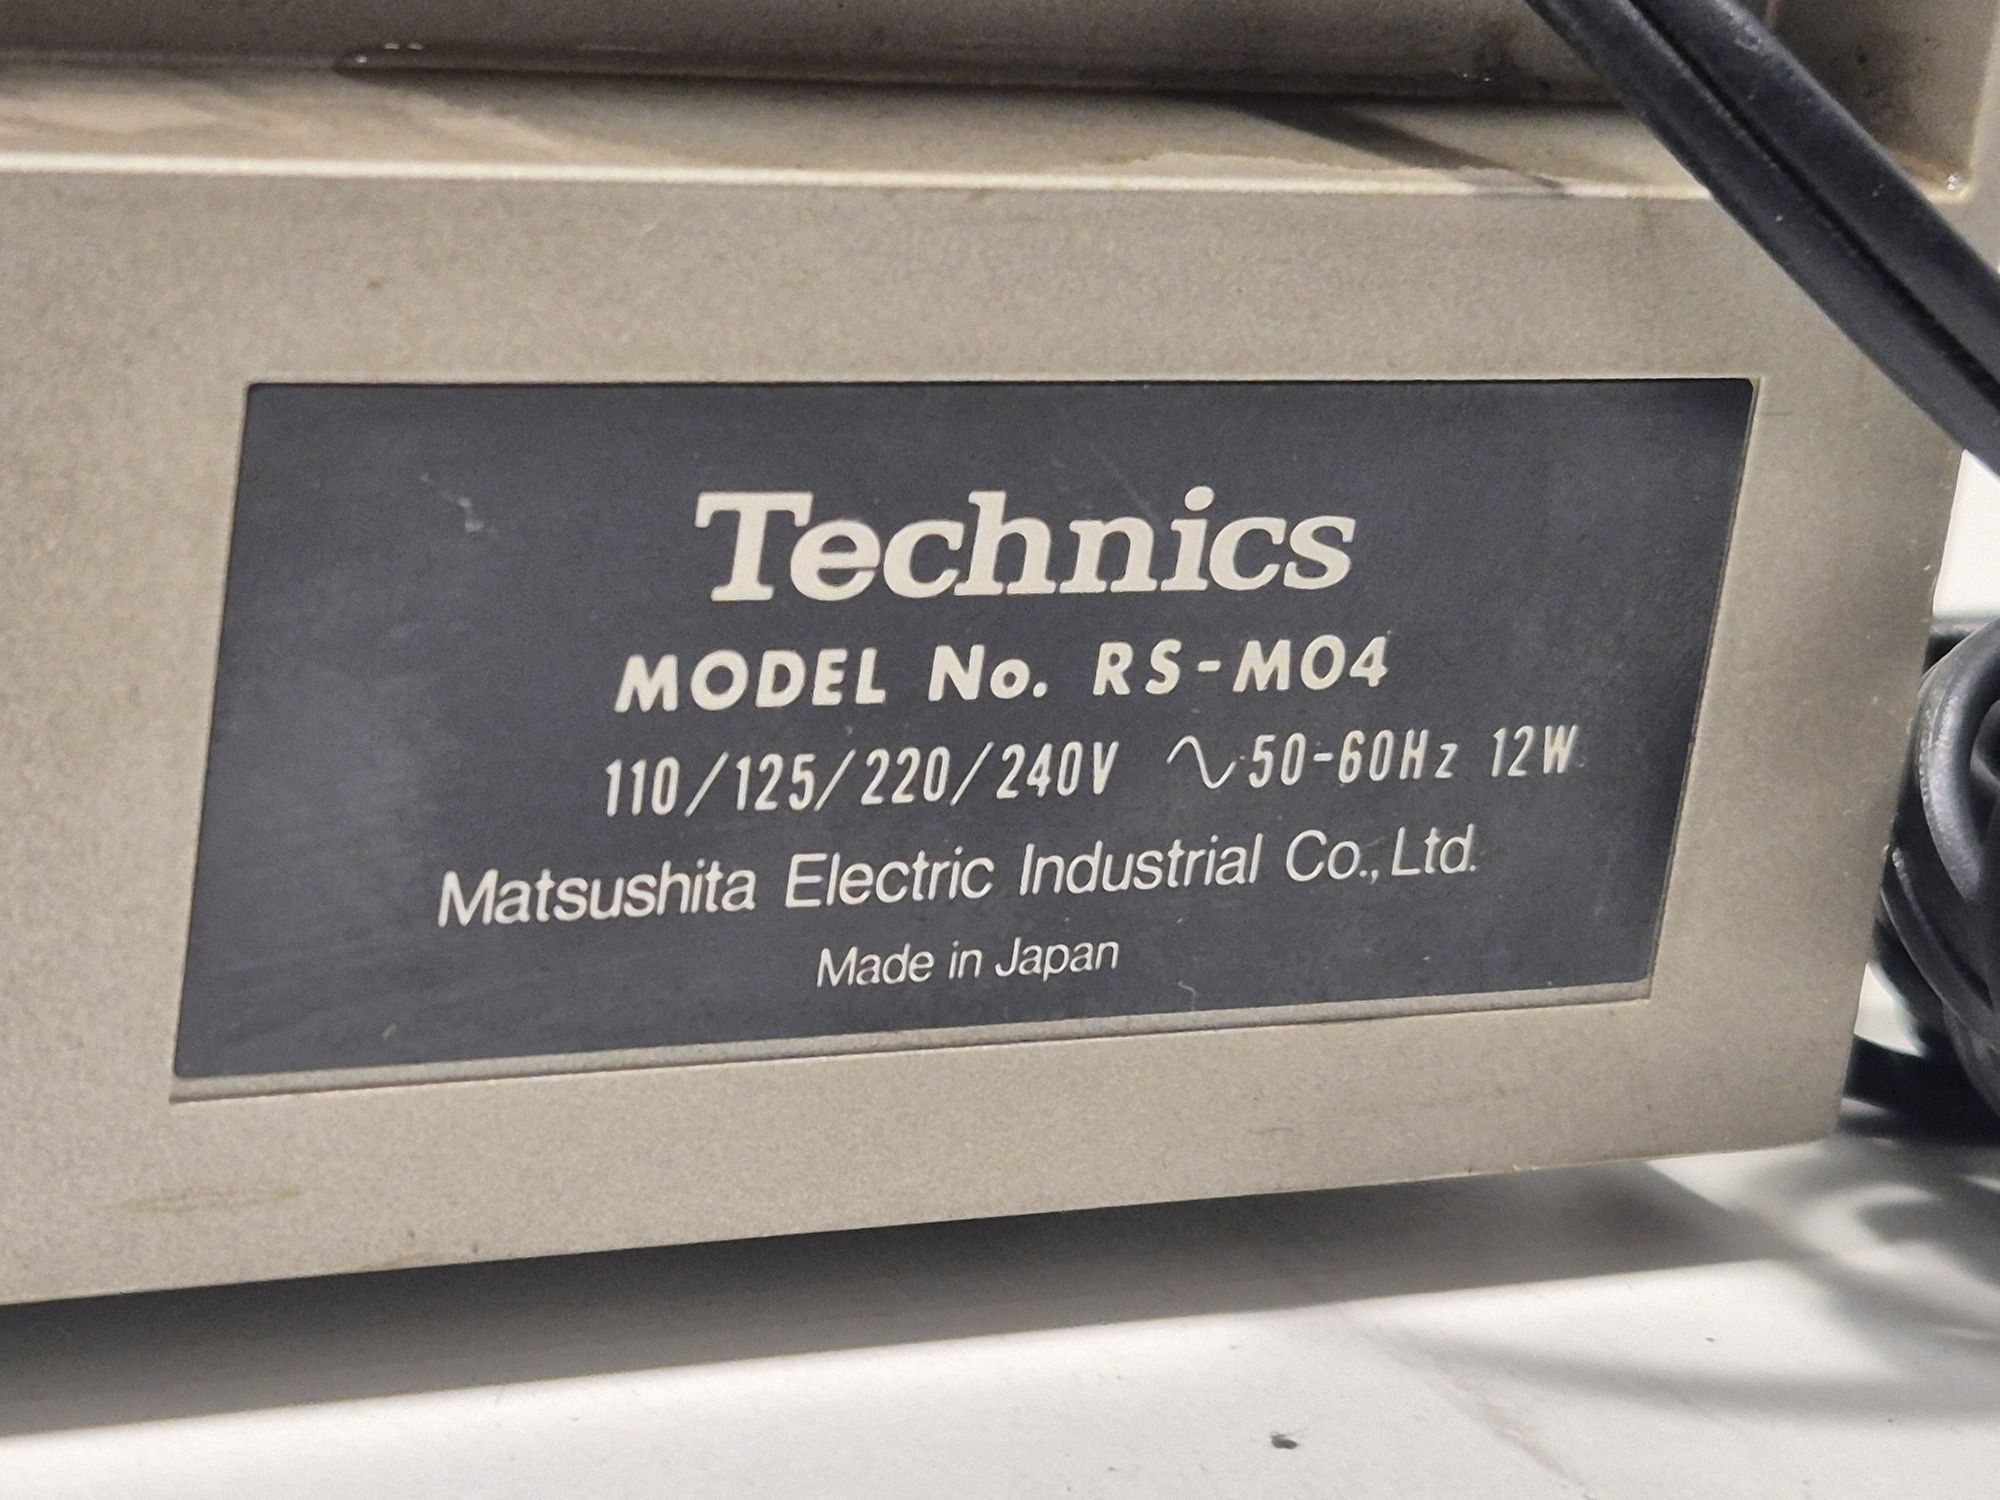 Technics
MODEL No. RS-M04
110/125/220/240V ∿ 50-60Hz 12W
Matsushita Electric Industrial Co., Ltd.
Made in Japan